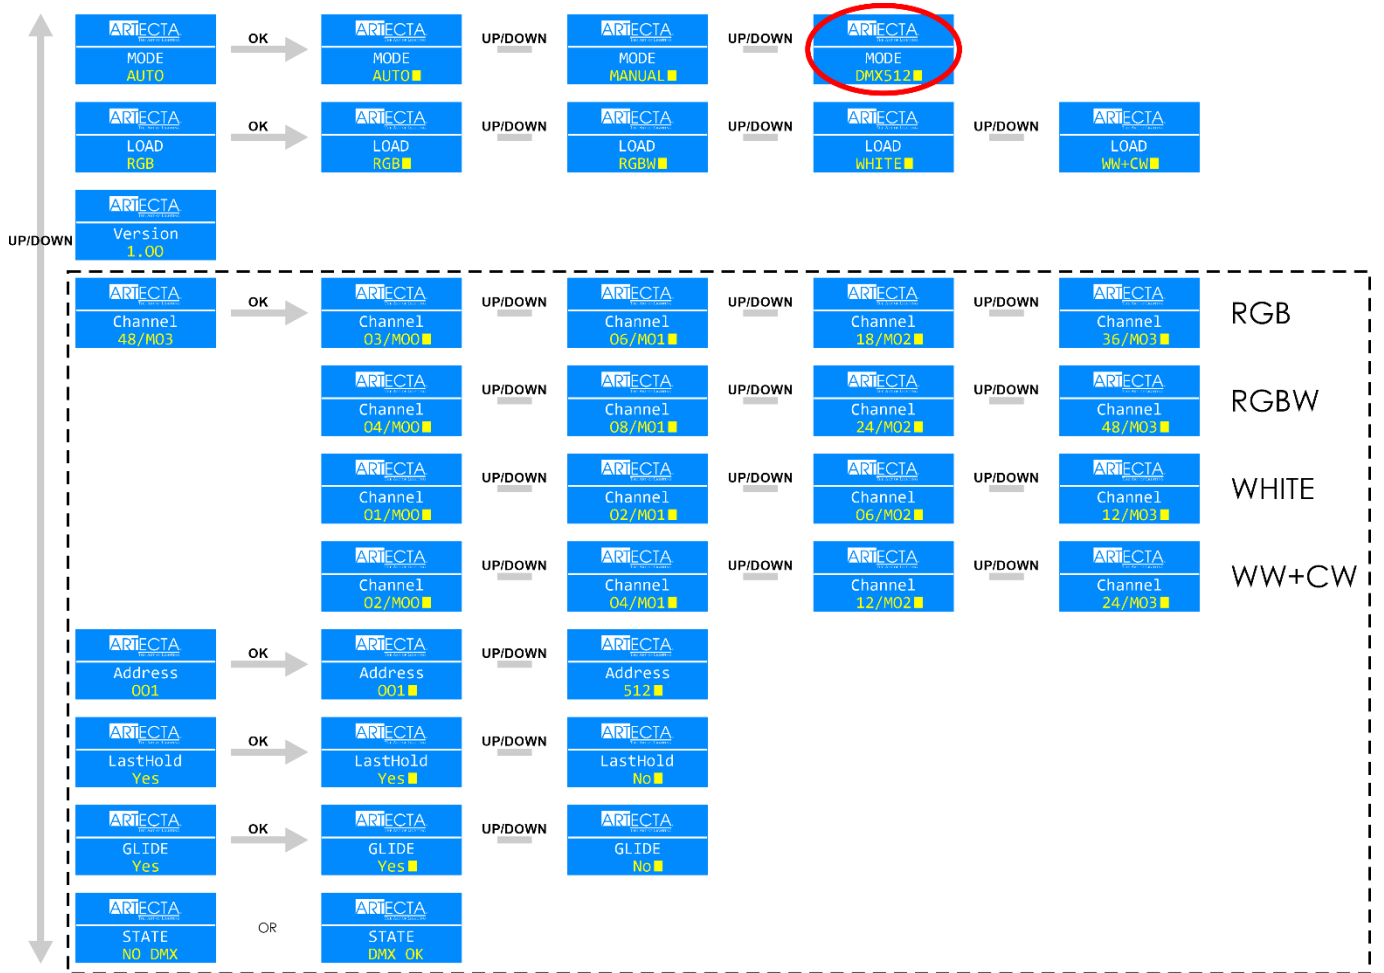 ARTECTA OK ARTECTA UP/DOWN ARTECTA UP/DOWN ARTECTA
MODE MODE MODE MODE
AUTO AUTO MANUAL DMX512
ARTECTA OK ARTECTA UP/DOWN ARTECTA UP/DOWN ARTECTA UP/DOWN ARTECTA
LOAD LOAD LOAD LOAD LOAD
RGB RGB RGBW WHITE WW+CW
ARTECTA
UP/DOWN Version
1.00
ARTECTA OK ARTECTA UP/DOWN ARTECTA UP/DOWN ARTECTA UP/DOWN ARTECTA RGB
Channel Channel Channel Channel Channel
48/M03 03/M00 06/M01 18/M02 36/M03
ARTECTA UP/DOWN ARTECTA UP/DOWN ARTECTA UP/DOWN ARTECTA RGBW
Channel Channel Channel Channel
04/M00 08/M01 24/M02 48/M03
ARTECTA UP/DOWN ARTECTA UP/DOWN ARTECTA UP/DOWN ARTECTA WHITE
Channel Channel Channel Channel
01/M00 02/M01 06/M02 12/M03
ARTECTA UP/DOWN ARTECTA UP/DOWN ARTECTA UP/DOWN ARTECTA WW+CW
Channel Channel Channel Channel
02/M00 04/M01 12/M02 24/M03
ARTECTA OK ARTECTA UP/DOWN ARTECTA
Address Address Address
001 001 512
ARTECTA OK ARTECTA UP/DOWN ARTECTA
LastHold LastHold LastHold
Yes Yes No
ARTECTA OK ARTECTA UP/DOWN ARTECTA
GLIDE GLIDE GLIDE
Yes Yes No
ARTECTA OR ARTECTA
STATE STATE
NO DMX DMX OK